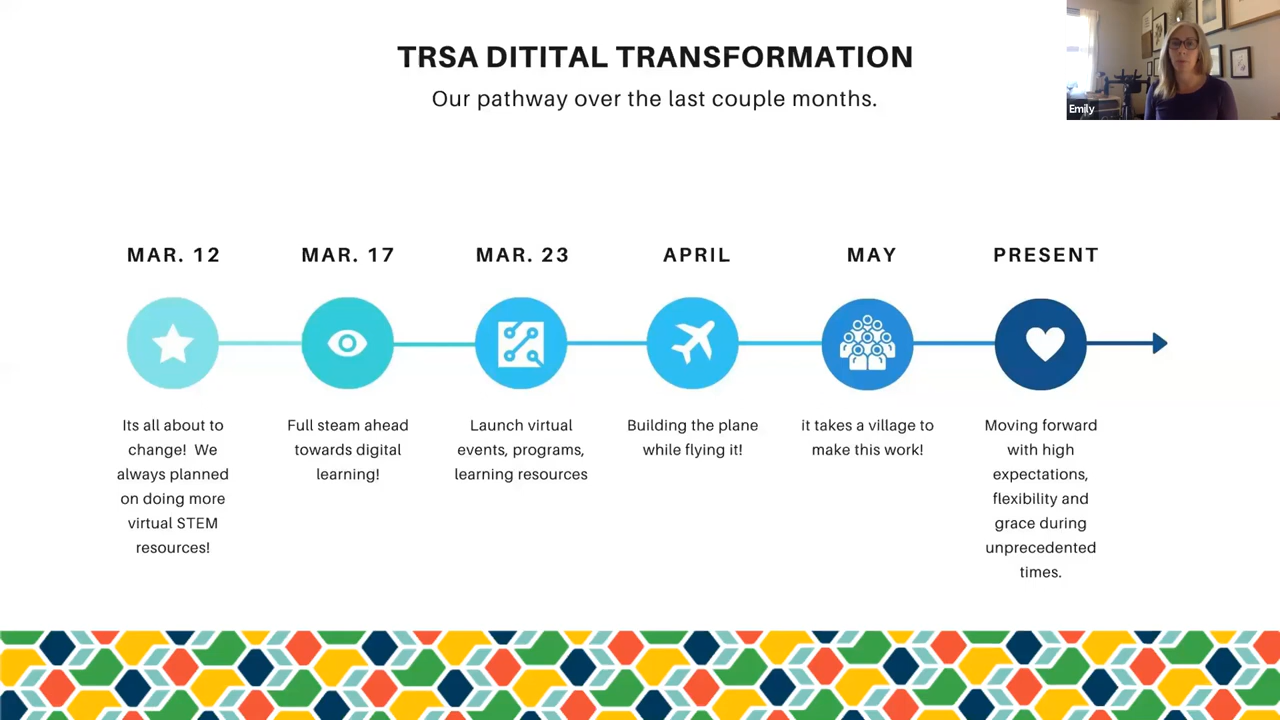 TRSA DITITAL TRANSFORMATION
Our pathway over the last couple months.
Emily
MAR. 12
MAR. 17
MAR. 23
APRIL
MAY
PRESENT
Its all about to
change! We
always planned
on doing more
virtual STEM
resources!
Full steam ahead
towards digital
learning!
Launch virtual
events, programs,
learning resources
Building the plane
while flying it!
it takes a village to
make this work!
Moving forward
with high
expectations,
flexibility and
grace during
unprecedented
times.